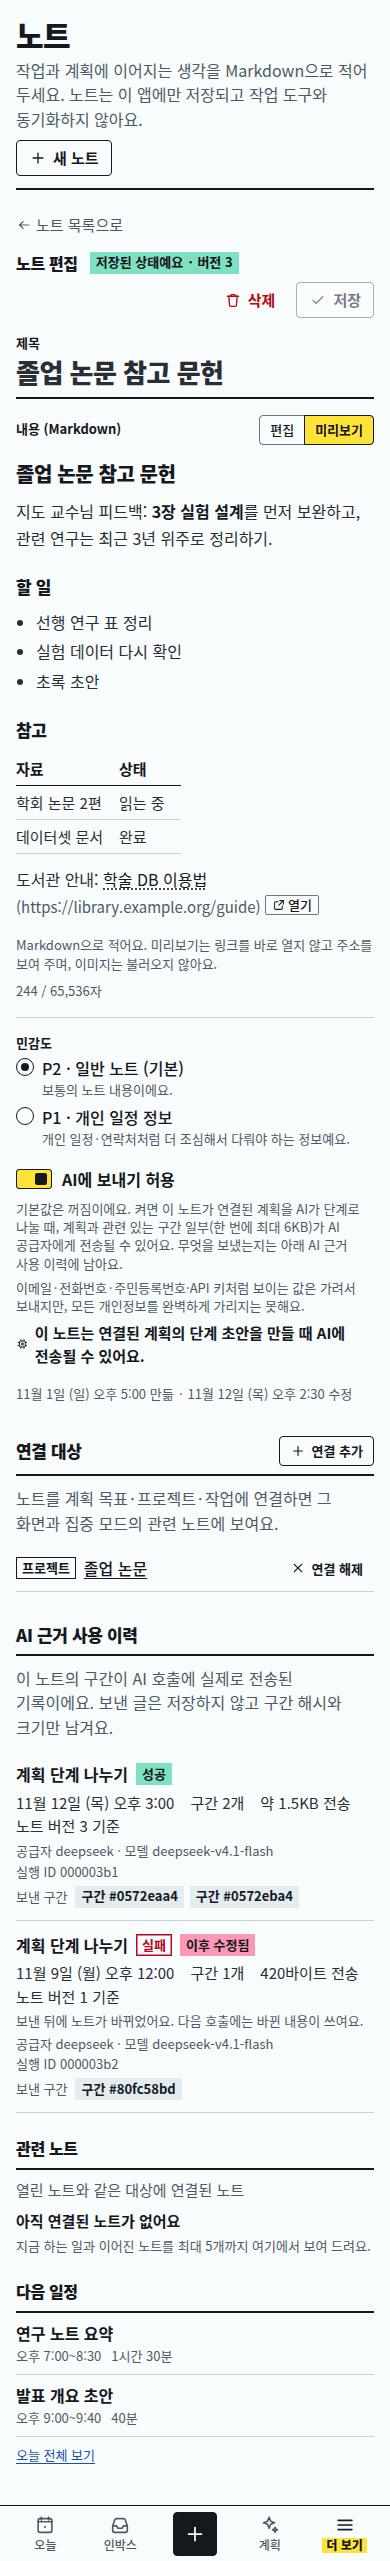 노트
작업과 계획에 이어지는 생각을 Markdown으로 적어
두세요. 노트는 이 앱에만 저장되고 작업 도구와
동기화하지 않아요.
+ 새 노트
← 노트 목록으로
노트 편집 저장된 상태예요 · 버전 3
삭제 저장
제목
졸업 논문 참고 문헌
내용 (Markdown) 편집 미리보기
졸업 논문 참고 문헌
지도 교수님 피드백: 3장 실험 설계를 먼저 보완하고,
관련 연구는 최근 3년 위주로 정리하기.
할 일
• 선행 연구 표 정리
• 실험 데이터 다시 확인
• 초록 초안
참고
자료 상태
학회 논문 2편 읽는 중
데이터셋 문서 완료
도서관 안내: 학술 DB 이용법
(https://library.example.org/guide) 열기
Markdown으로 적어요. 미리보기는 링크를 바로 열지 않고 주소를
보여 주며, 이미지는 불러오지 않아요.
244 / 65,536자
민감도
P2 · 일반 노트 (기본)
보통의 노트 내용이에요.
P1 · 개인 일정 정보
개인 일정·연락처처럼 더 조심해서 다뤄야 하는 정보예요.
AI에 보내기 허용
기본값은 꺼짐이에요. 켜면 이 노트가 연결된 계획을 AI가 단계로
나눌 때, 계획과 관련 있는 구간 일부(한 번에 최대 6KB)가 AI
공급자에게 전송될 수 있어요. 무엇을 보냈는지는 아래 AI 근거
사용 이력에 남아요.
이메일·전화번호·주민등록번호·API 키처럼 보이는 값은 가려서
보내지만, 모든 개인정보를 완벽하게 가리지는 못해요.
이 노트는 연결된 계획의 단계 초안을 만들 때 AI에
전송될 수 있어요.
11월 1일 (일) 오후 5:00 만듦 · 11월 12일 (목) 오후 2:30 수정
연결 대상 + 연결 추가
노트를 계획 목표·프로젝트·작업에 연결하면 그
화면과 집중 모드의 관련 노트에 보여요.
프로젝트 졸업 논문 × 연결 해제
AI 근거 사용 이력
이 노트의 구간이 AI 호출에 실제로 전송된
기록이에요. 보낸 글은 저장하지 않고 구간 해시와
크기만 남겨요.
계획 단계 나누기 성공
11월 12일 (목) 오후 3:00 구간 2개 약 1.5KB 전송
노트 버전 3 기준
공급자 deepseek · 모델 deepseek-v4.1-flash
실행 ID 000003b1
보낸 구간 구간 #0572eaa4 구간 #0572eba4
계획 단계 나누기 실패 이후 수정됨
11월 9일 (월) 오후 12:00 구간 1개 420바이트 전송
노트 버전 1 기준
보낸 뒤에 노트가 바뀌었어요. 다음 호출에는 바뀐 내용이 쓰여요.
공급자 deepseek · 모델 deepseek-v4.1-flash
실행 ID 000003b2
보낸 구간 구간 #80fc58bd
관련 노트
열린 노트와 같은 대상에 연결된 노트
아직 연결된 노트가 없어요
지금 하는 일과 이어진 노트를 최대 5개까지 여기에서 보여 드려요.
다음 일정
연구 노트 요약
오후 7:00~8:30 1시간 30분
발표 개요 초안
오후 9:00~9:40 40분
오늘 전체 보기
오늘 인박스 + 계획 더 보기